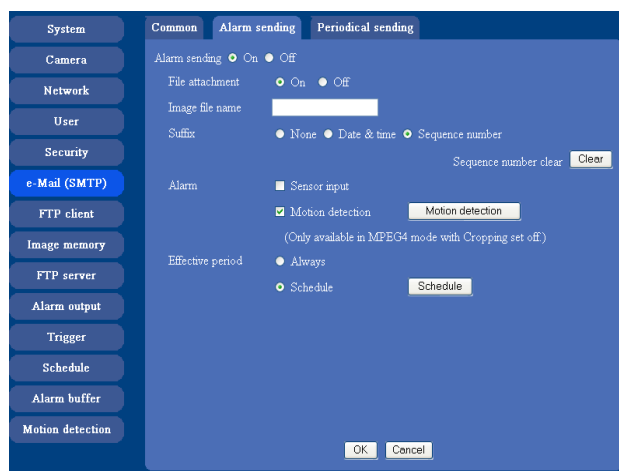 System
Camera
Network
User
Security
e-Mail (SMTP)
FTP client
Image memory
FTP server
Alarm output
Trigger
Schedule
Alarm buffer
Motion detection
Common Alarm sending Periodical sending
Alarm sending On Off
File attachment On Off
Image file name
Suffix None Date & time Sequence number
Sequence number clear Clear
Alarm Sensor input
Motion detection Motion detection
(Only available in MPEG4 mode with Cropping set off.)
Effective period Always
Schedule Schedule
OK Cancel